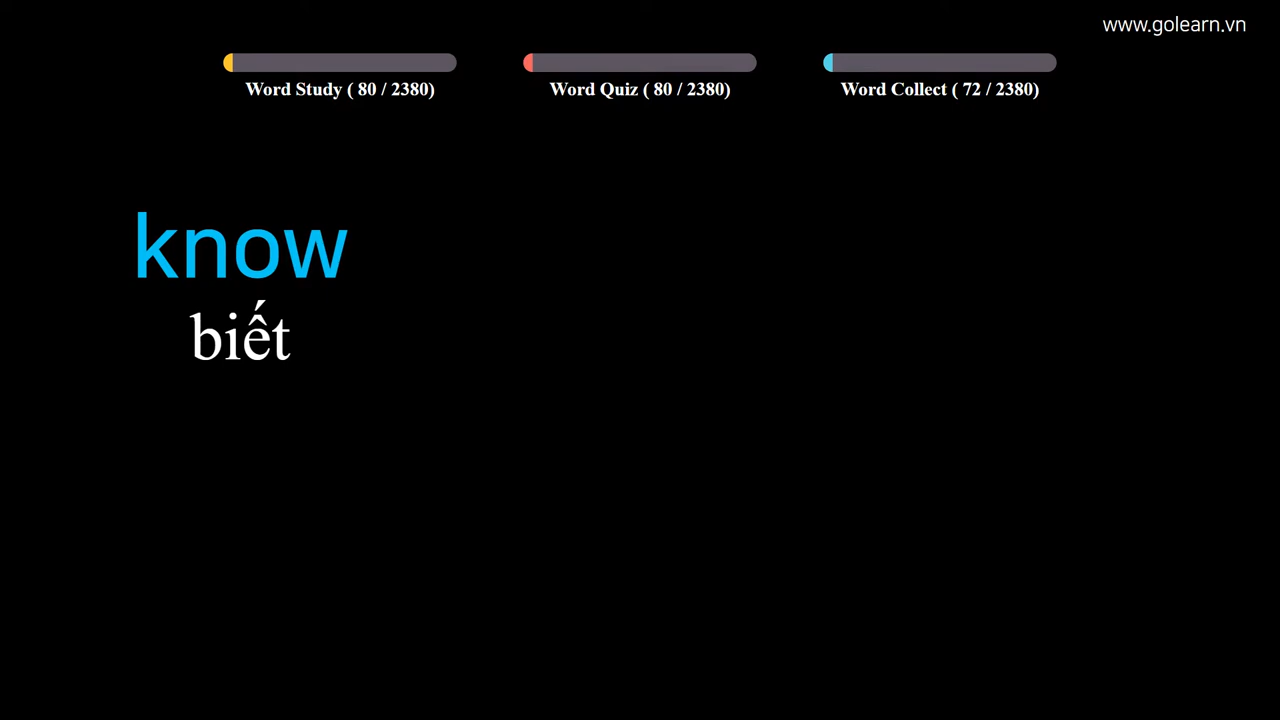 www.golearn.vn
Word Study ( 80 / 2380)
Word Quiz ( 80 / 2380)
Word Collect ( 72 / 2380)
know
biết